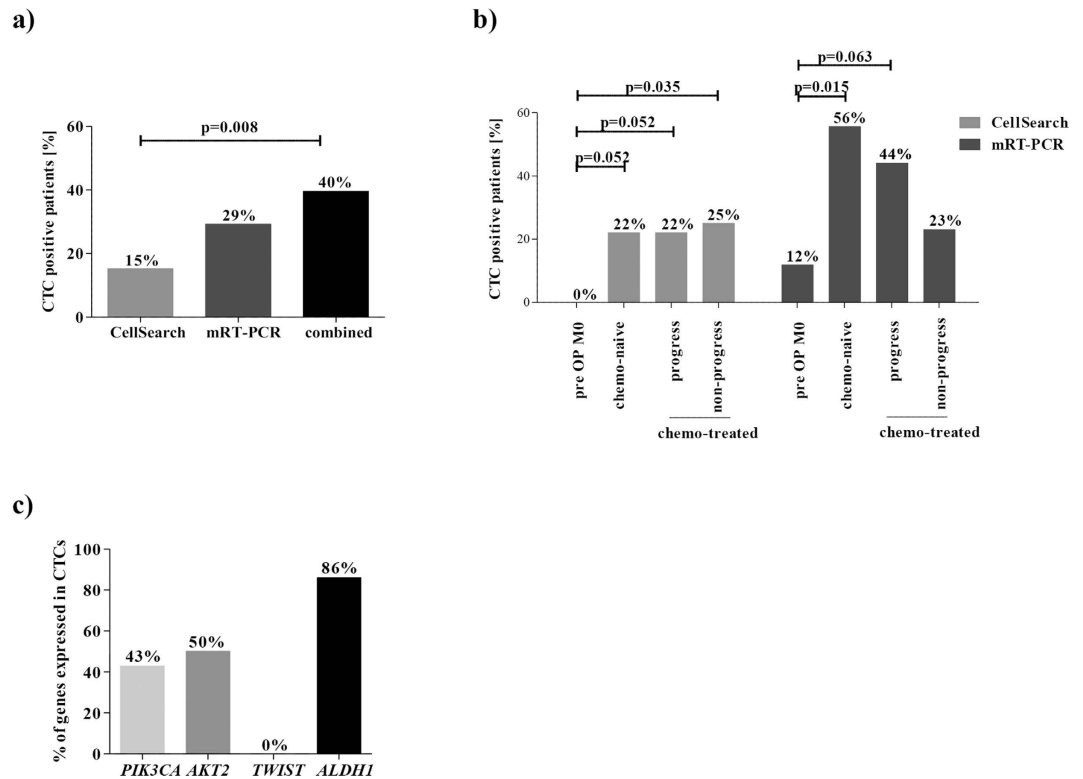 a)
p=0.008
CTC positive patients [%]
60
40
20
0
15%
29%
40%
CellSearch
mRT-PCR
combined
b)
p=0.063
p=0.035
p=0.015
p=0.052
p=0.052
CTC positive patients [%]
60
40
20
0
0%
22%
22%
25%
12%
56%
44%
23%
CellSearch
mRT-PCR
pre OP M0
chemo-naive
progress
non-progress
chemo-treated
pre OP M0
chemo-naive
progress
non-progress
chemo-treated
c)
% of genes expressed in CTCs
100
80
60
40
20
0
43%
50%
0%
86%
PIK3CA
AKT2
TWIST
ALDH1